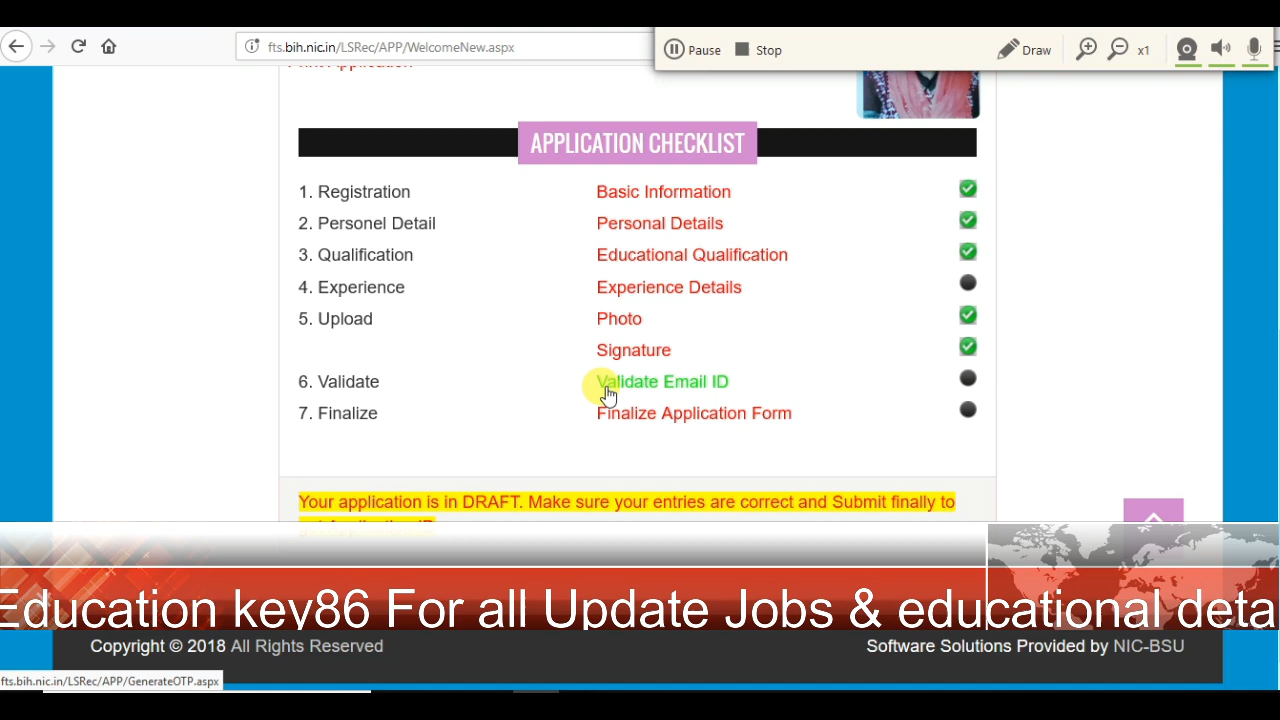 fts.bih.nic.in/LSRec/APP/WelcomeNew.aspx
Pause Stop Draw x1
Print Application
APPLICATION CHECKLIST
1. Registration Basic Information
2. Personel Detail Personal Details
3. Qualification Educational Qualification
4. Experience Experience Details
5. Upload Photo
Signature
6. Validate Validate Email ID
7. Finalize Finalize Application Form
Your application is in DRAFT. Make sure your entries are correct and Submit finally to
Education key86 For all Update Jobs & educational deta
Copyright © 2018 All Rights Reserved Software Solutions Provided by NIC-BSU
fts.bih.nic.in/LSRec/APP/GenerateOTP.aspx